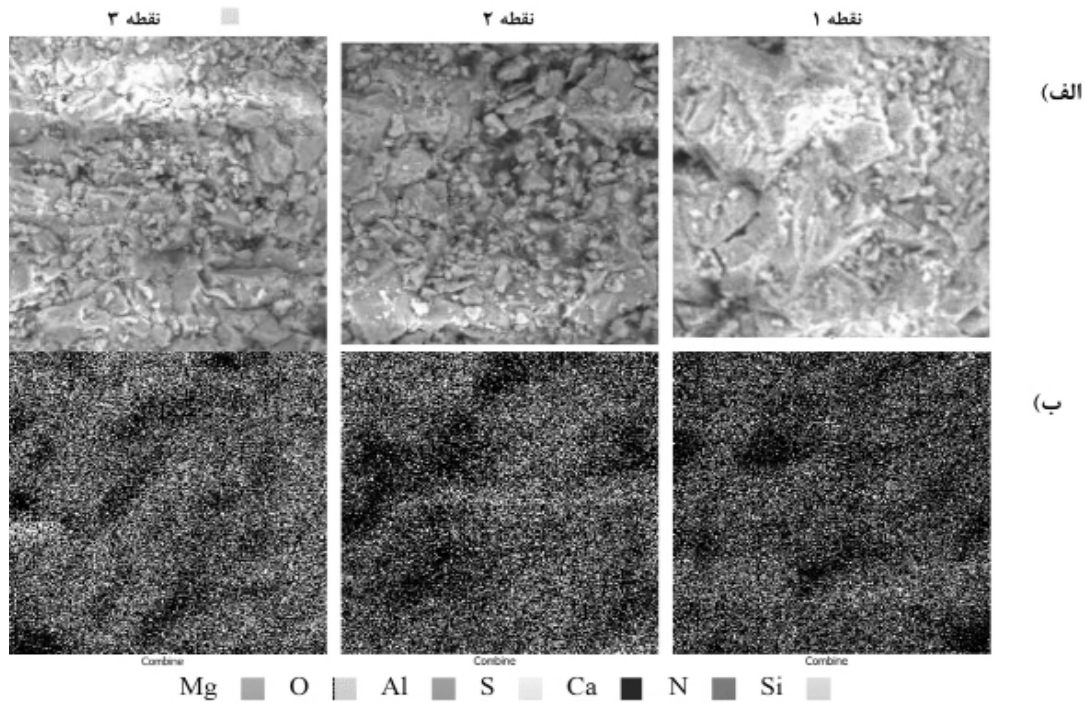 نقطه ۱ نقطه ۲ نقطه ۳
الف)
ب)
Combine Combine Combine
Mg O Al S Ca N Si